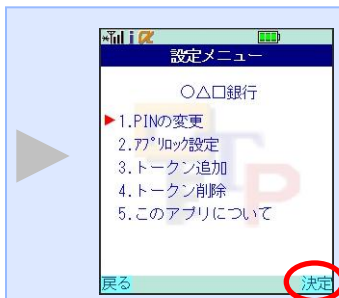 設定メニュー
○△□銀行
1.PINの変更
2.ｱﾌﾟﾘﾛｯｸ設定
3.トークン追加
4.トークン削除
5.このアプリについて
戻る 決定